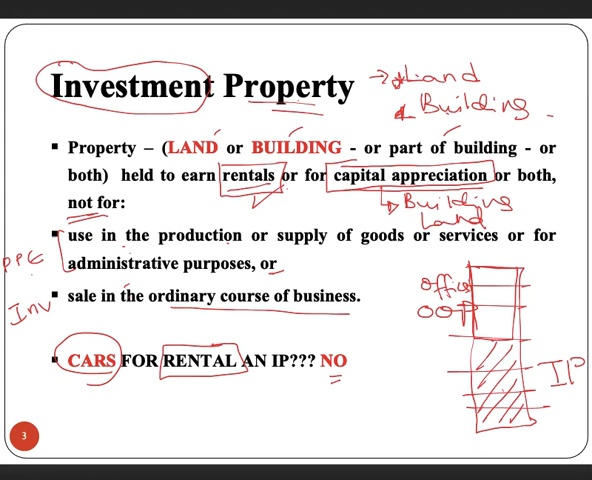 Investment Property
→ * Land
* Building
▪ Property – (LAND or BUILDING - or part of building - or
both) held to earn rentals or for capital appreciation or both,
not for:
→ Building
Land
▪ use in the production or supply of goods or services or for
administrative purposes, or
PPE
▪ sale in the ordinary course of business.
Inv
Office
▪ CARS FOR RENTAL AN IP??? NO
IP
3